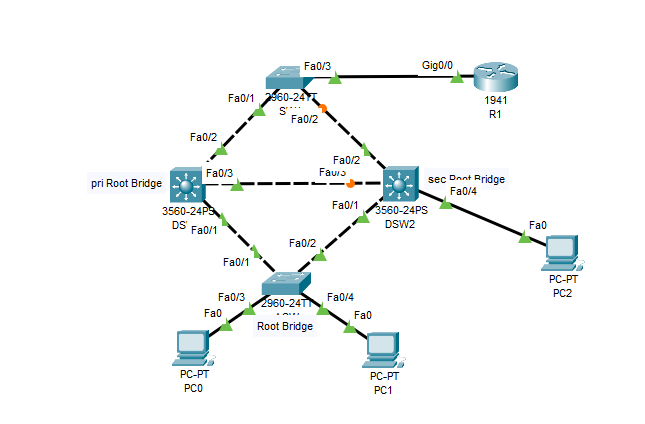 Fa0/3
Gig0/0
2960-24TT
1941
R1
Fa0/1
Fa0/2
Fa0/2
Fa0/2
pri Root Bridge
Fa0/3
Fa0/3
sec Root Bridge
Fa0/4
3560-24PS
Fa0/1
Fa0/1
3560-24PS
DSW2
Fa0
Fa0/1
Fa0/2
PC-PT
PC2
2960-24TT
Fa0/3
Fa0/4
Fa0
Fa0
Root Bridge
PC-PT
PC0
PC-PT
PC1